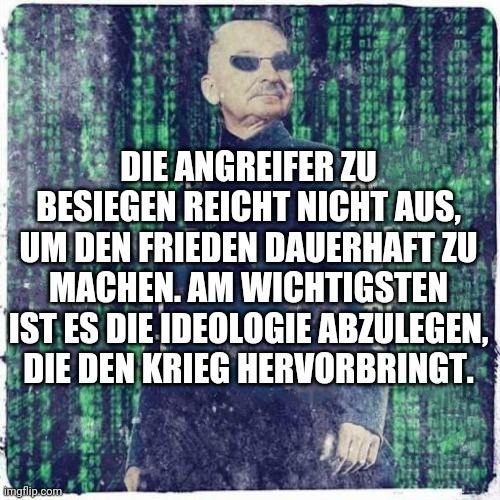 DIE ANGREIFER ZU
BESIEGEN REICHT NICHT AUS,
UM DEN FRIEDEN DAUERHAFT ZU
MACHEN. AM WICHTIGSTEN
IST ES DIE IDEOLOGIE ABZULEGEN,
DIE DEN KRIEG HERVORBRINGT.
imgflip.com